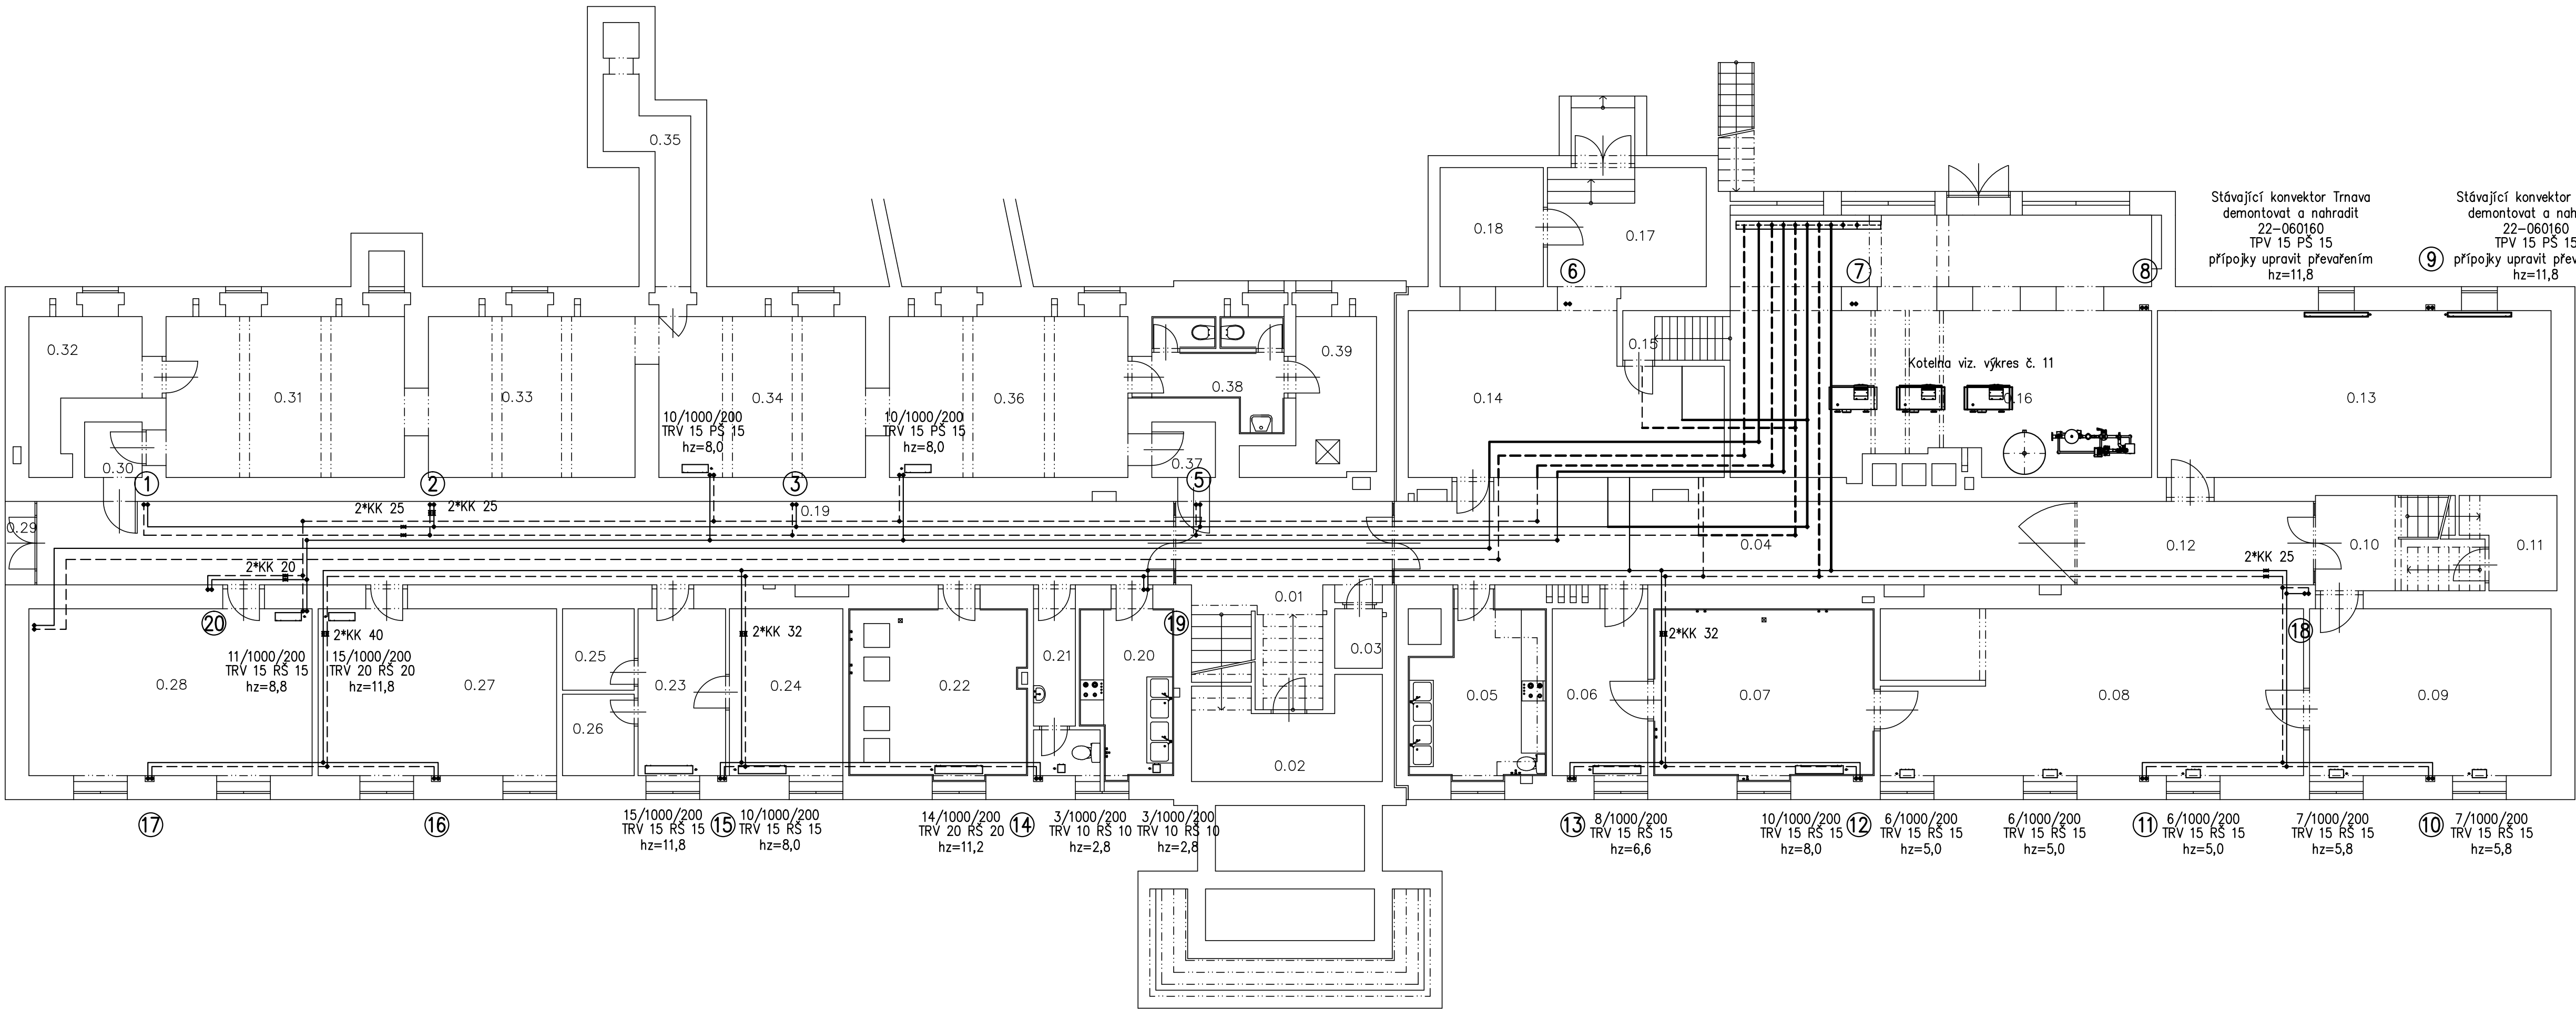 0.35
Stávající konvektor Trnava
demontovat a nahradit
22-060160
TPV 15 PŠ 15
přípojky upravit převařením
hz=11,8
Stávající konvektor
demontovat a nah
22-060160
TPV 15 PŠ 15
přípojky upravit přev
hz=11,8
0.18
0.17
6
7
8
9
0.32
0.31
0.33
0.34
0.36
0.38
0.39
0.14
0.15
Kotelna viz. výkres č. 11
0.16
0.13
10/1000/200
TRV 15 PŠ 15
hz=8,0
10/1000/200
TRV 15 PŠ 15
hz=8,0
0.30
0.37
1
2
3
5
2*KK 25
2*KK 25
0.19
0.29
0.04
0.12
0.10
0.11
2*KK 25
2*KK 20
0.01
20
19
18
2*KK 40
2*KK 32
2*KK 32
0.03
11/1000/200
TRV 15 RŠ 15
hz=8,8
15/1000/200
TRV 20 RŠ 20
hz=11,8
0.28
0.27
0.25
0.26
0.23
0.24
0.22
0.21
0.20
0.02
0.05
0.06
0.07
0.08
0.09
17
16
15/1000/200
TRV 15 RŠ 15
hz=11,8
15
10/1000/200
TRV 15 RŠ 15
hz=8,0
14/1000/200
TRV 20 RŠ 20
hz=11,2
14
3/1000/200
TRV 10 RŠ 10
hz=2,8
3/1000/200
TRV 10 RŠ 10
hz=2,8
13
8/1000/200
TRV 15 RŠ 15
hz=6,6
10/1000/200
TRV 15 RŠ 15
hz=8,0
12
6/1000/200
TRV 15 RŠ 15
hz=5,0
6/1000/200
TRV 15 RŠ 15
hz=5,0
11
6/1000/200
TRV 15 RŠ 15
hz=5,0
7/1000/200
TRV 15 RŠ 15
hz=5,8
10
7/1000/200
TRV 15 RŠ 15
hz=5,8